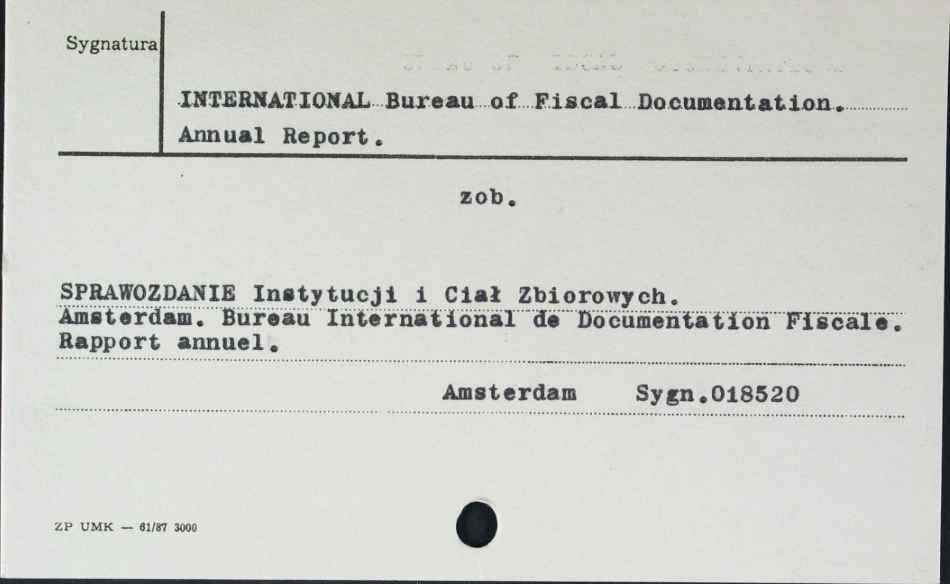 Sygnatura
INTERNATIONAL Bureau of Fiscal Documentation.
Annual Report.
zob.
SPRAWOZDANIE Instytucji i Ciał Zbiorowych.
Amsterdam. Bureau International de Documentation Fiscale.
Rapport annuel.
Amsterdam Sygn.018520
ZP UMK — 61/87 3000